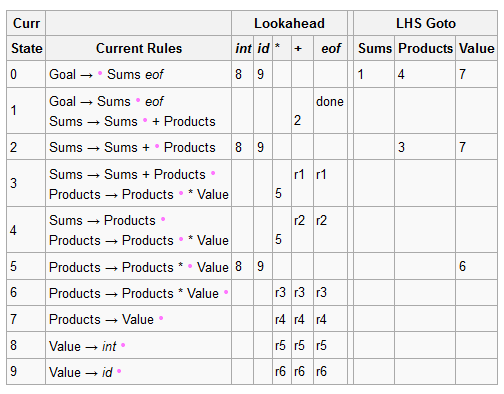 Curr Lookahead LHS Goto
State Current Rules int id * + eof Sums Products Value
0 Goal → • Sums eof 8 9 1 4 7
Goal → Sums • eof done
1
Sums → Sums • + Products 2
2 Sums → Sums + • Products 8 9 3 7
Sums → Sums + Products • r1 r1
3
Products → Products • * Value 5
Sums → Products • r2 r2
4
Products → Products • * Value 5
5 Products → Products * • Value 8 9 6
6 Products → Products * Value • r3 r3 r3
7 Products → Value • r4 r4 r4
8 Value → int • r5 r5 r5
9 Value → id • r6 r6 r6